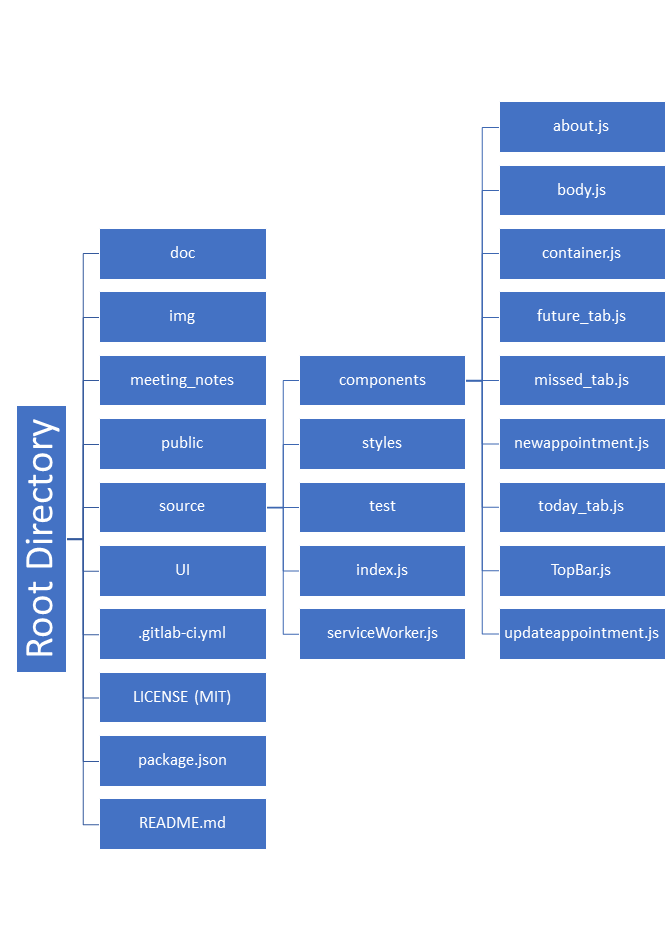 Root Directory
doc
img
meeting_notes
public
source
UI
.gitlab-ci.yml
LICENSE (MIT)
package.json
README.md
components
styles
test
index.js
serviceWorker.js
about.js
body.js
container.js
future_tab.js
missed_tab.js
newappointment.js
today_tab.js
TopBar.js
updateappointment.js